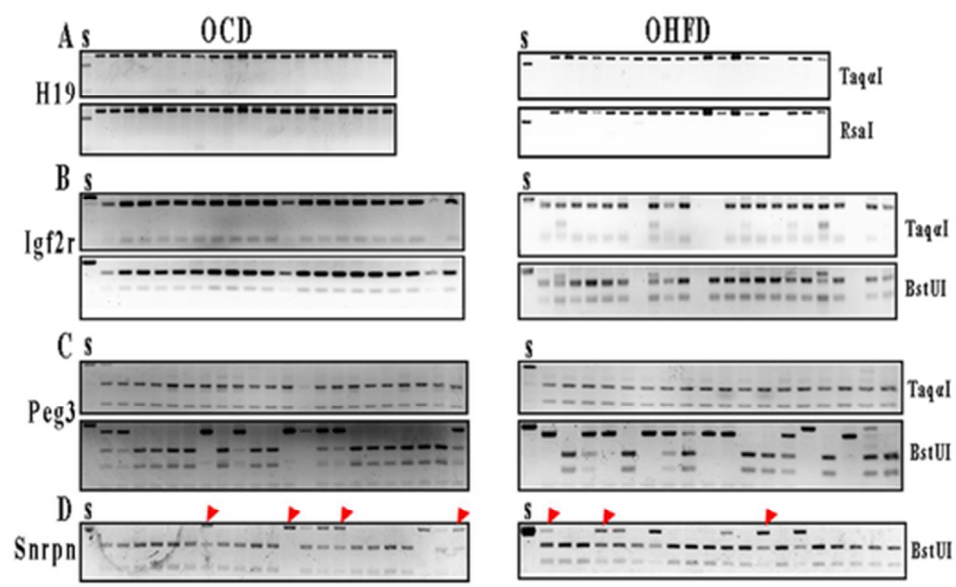 OCD OHFD
A S S
H19 TaqαI
RsaI
B S S
Igf2r TaqαI
BstUI
C S S
Peg3 TaqαI
BstUI
D S S
Snrpn BstUI